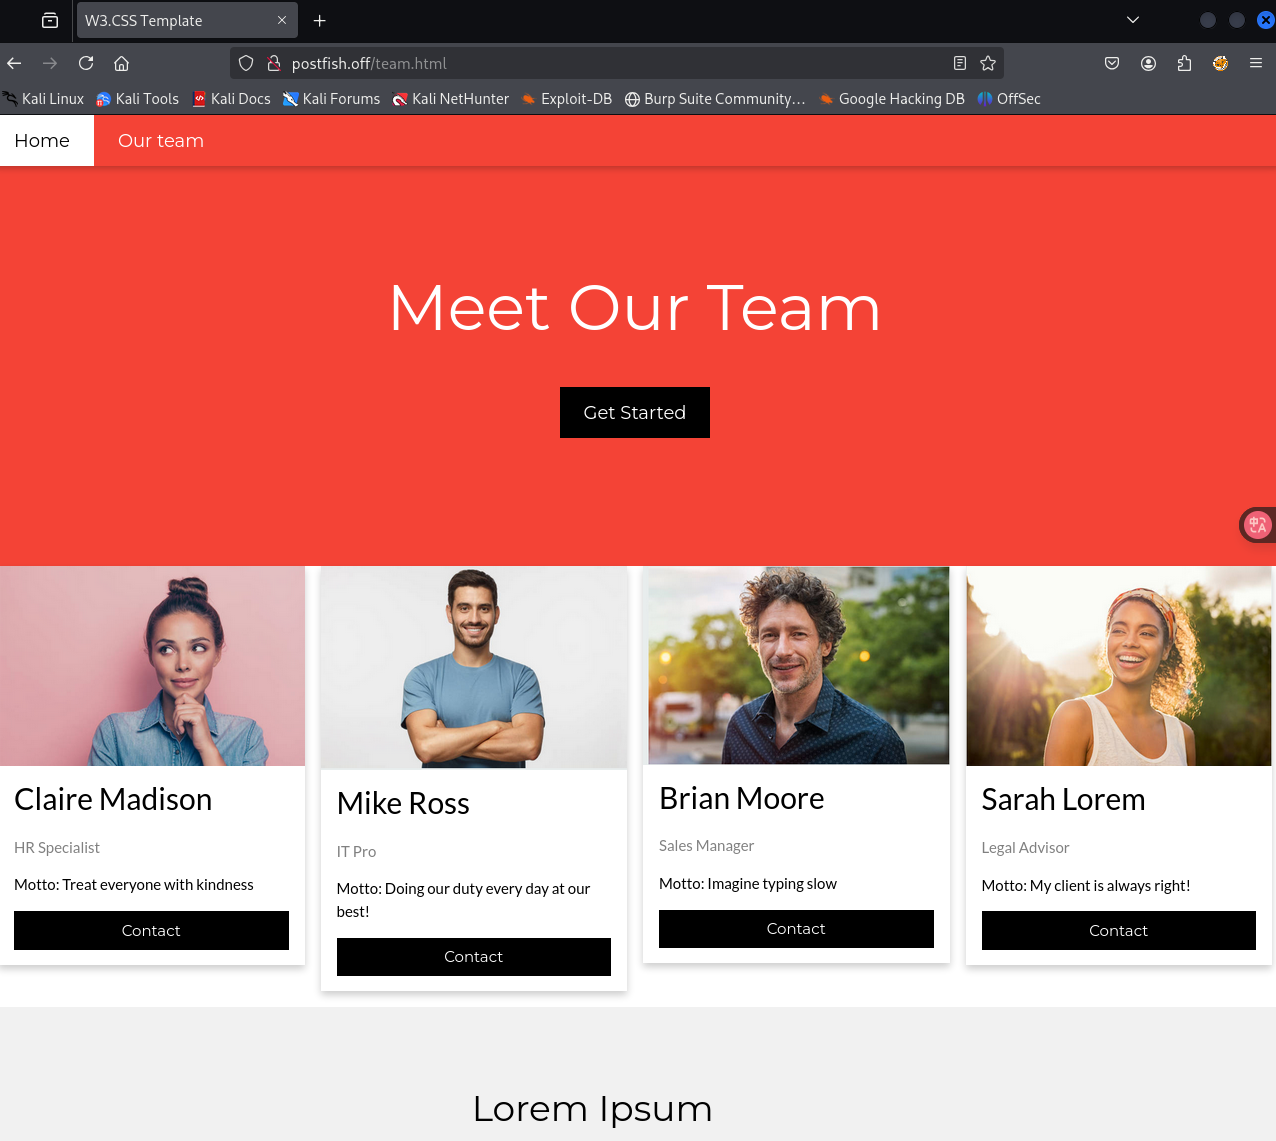 W3.CSS Template
postfish.off/team.html
Kali Linux Kali Tools Kali Docs Kali Forums Kali NetHunter Exploit-DB Burp Suite Community... Google Hacking DB OffSec
Home Our team
Meet Our Team
Get Started
中A
Claire Madison
HR Specialist
Motto: Treat everyone with kindness
Contact
Mike Ross
IT Pro
Motto: Doing our duty every day at our
best!
Contact
Brian Moore
Sales Manager
Motto: Imagine typing slow
Contact
Sarah Lorem
Legal Advisor
Motto: My client is always right!
Contact
Lorem Ipsum